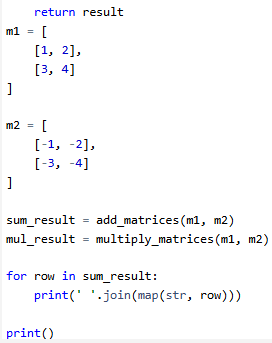 return result
m1 = [
    [1, 2],
    [3, 4]
]

m2 = [
    [-1, -2],
    [-3, -4]
]

sum_result = add_matrices(m1, m2)
mul_result = multiply_matrices(m1, m2)

for row in sum_result:
    print(' '.join(map(str, row)))

print()